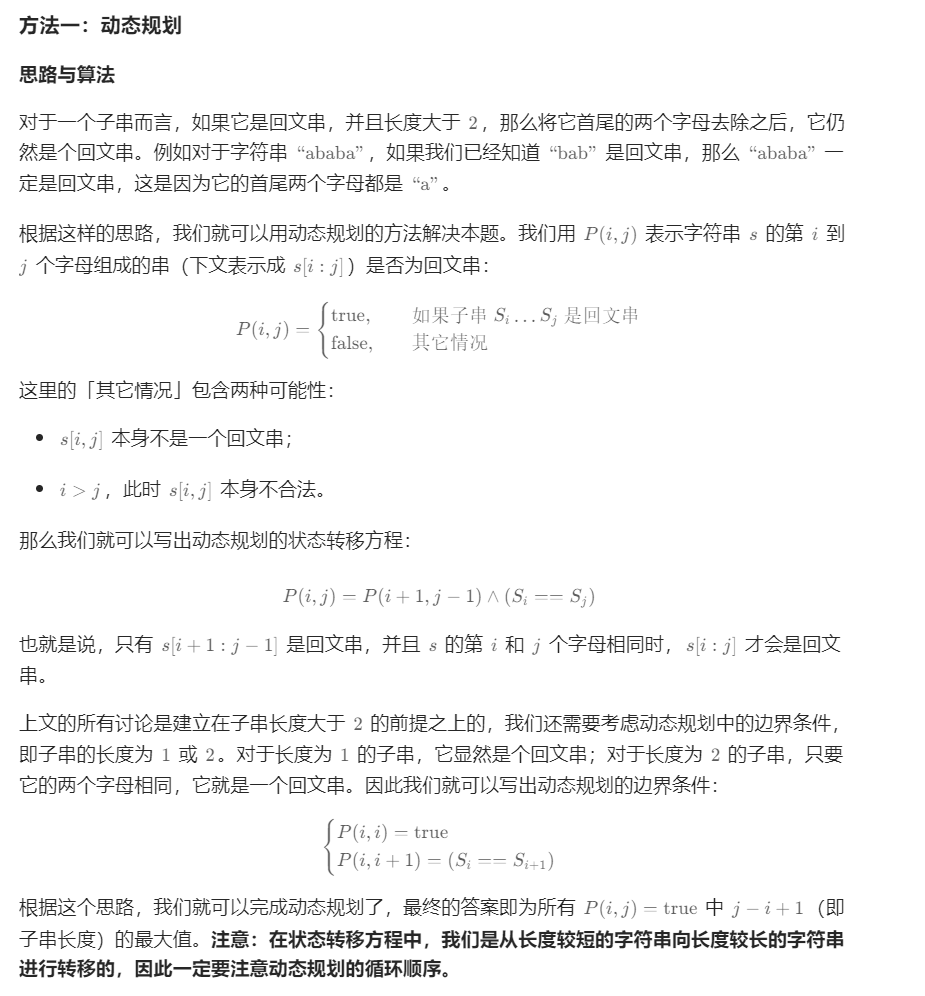 方法一：动态规划
思路与算法
对于一个子串而言，如果它是回文串，并且长度大于 2，那么将它首尾的两个字母去除之后，它仍
然是个回文串。例如对于字符串 “ababa”，如果我们已经知道 “bab” 是回文串，那么 “ababa” 一
定是回文串，这是因为它的首尾两个字母都是 “a”。
根据这样的思路，我们就可以用动态规划的方法解决本题。我们用 P(i, j) 表示字符串 s 的第 i 到
j 个字母组成的串（下文表示成 s[i : j]）是否为回文串：
P(i, j) = { true, 如果子串 S_i … S_j 是回文串
false, 其它情况
这里的「其它情况」包含两种可能性：
• s[i, j] 本身不是一个回文串；
• i > j，此时 s[i, j] 本身不合法。
那么我们就可以写出动态规划的状态转移方程：
P(i, j) = P(i + 1, j − 1) ∧ (S_i == S_j)
也就是说，只有 s[i + 1 : j − 1] 是回文串，并且 s 的第 i 和 j 个字母相同时，s[i : j] 才会是回文
串。
上文的所有讨论是建立在子串长度大于 2 的前提之上的，我们还需要考虑动态规划中的边界条件，
即子串的长度为 1 或 2。对于长度为 1 的子串，它显然是个回文串；对于长度为 2 的子串，只要
它的两个字母相同，它就是一个回文串。因此我们就可以写出动态规划的边界条件：
{ P(i, i) = true
P(i, i + 1) = (S_i == S_{i+1})
根据这个思路，我们就可以完成动态规划了，最终的答案即为所有 P(i, j) = true 中 j − i + 1（即
子串长度）的最大值。注意：在状态转移方程中，我们是从长度较短的字符串向长度较长的字符串
进行转移的，因此一定要注意动态规划的循环顺序。